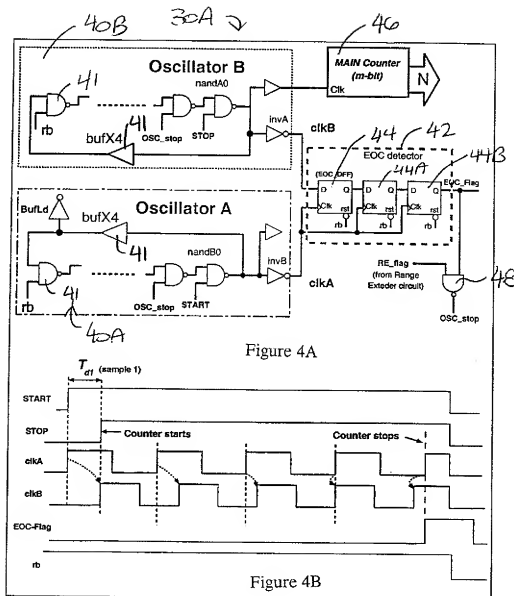 30A
40B
46
Oscillator B
MAIN Counter
(m-bit)
N
Clk
41
nandA0
rb
OSC_stop
STOP
bufX4
41
invA
clkB
44
42
EOC detector
44B
(EOC_DFF)
44A
EOC_Flag
D Q
D Q
D Q
Clk
Clk
Clk
rst
rst
rst
rb
rb
rb
BufLd
Oscillator A
bufX4
41
nandB0
41
rb
OSC_stop
START
invB
clkA
40A
RE_flag
(from Range
Exteder circuit)
48
OSC_stop
Figure 4A
Td1 (sample 1)
START
STOP
Counter starts
Counter stops
clkA
clkB
EOC-Flag
rb
Figure 4B